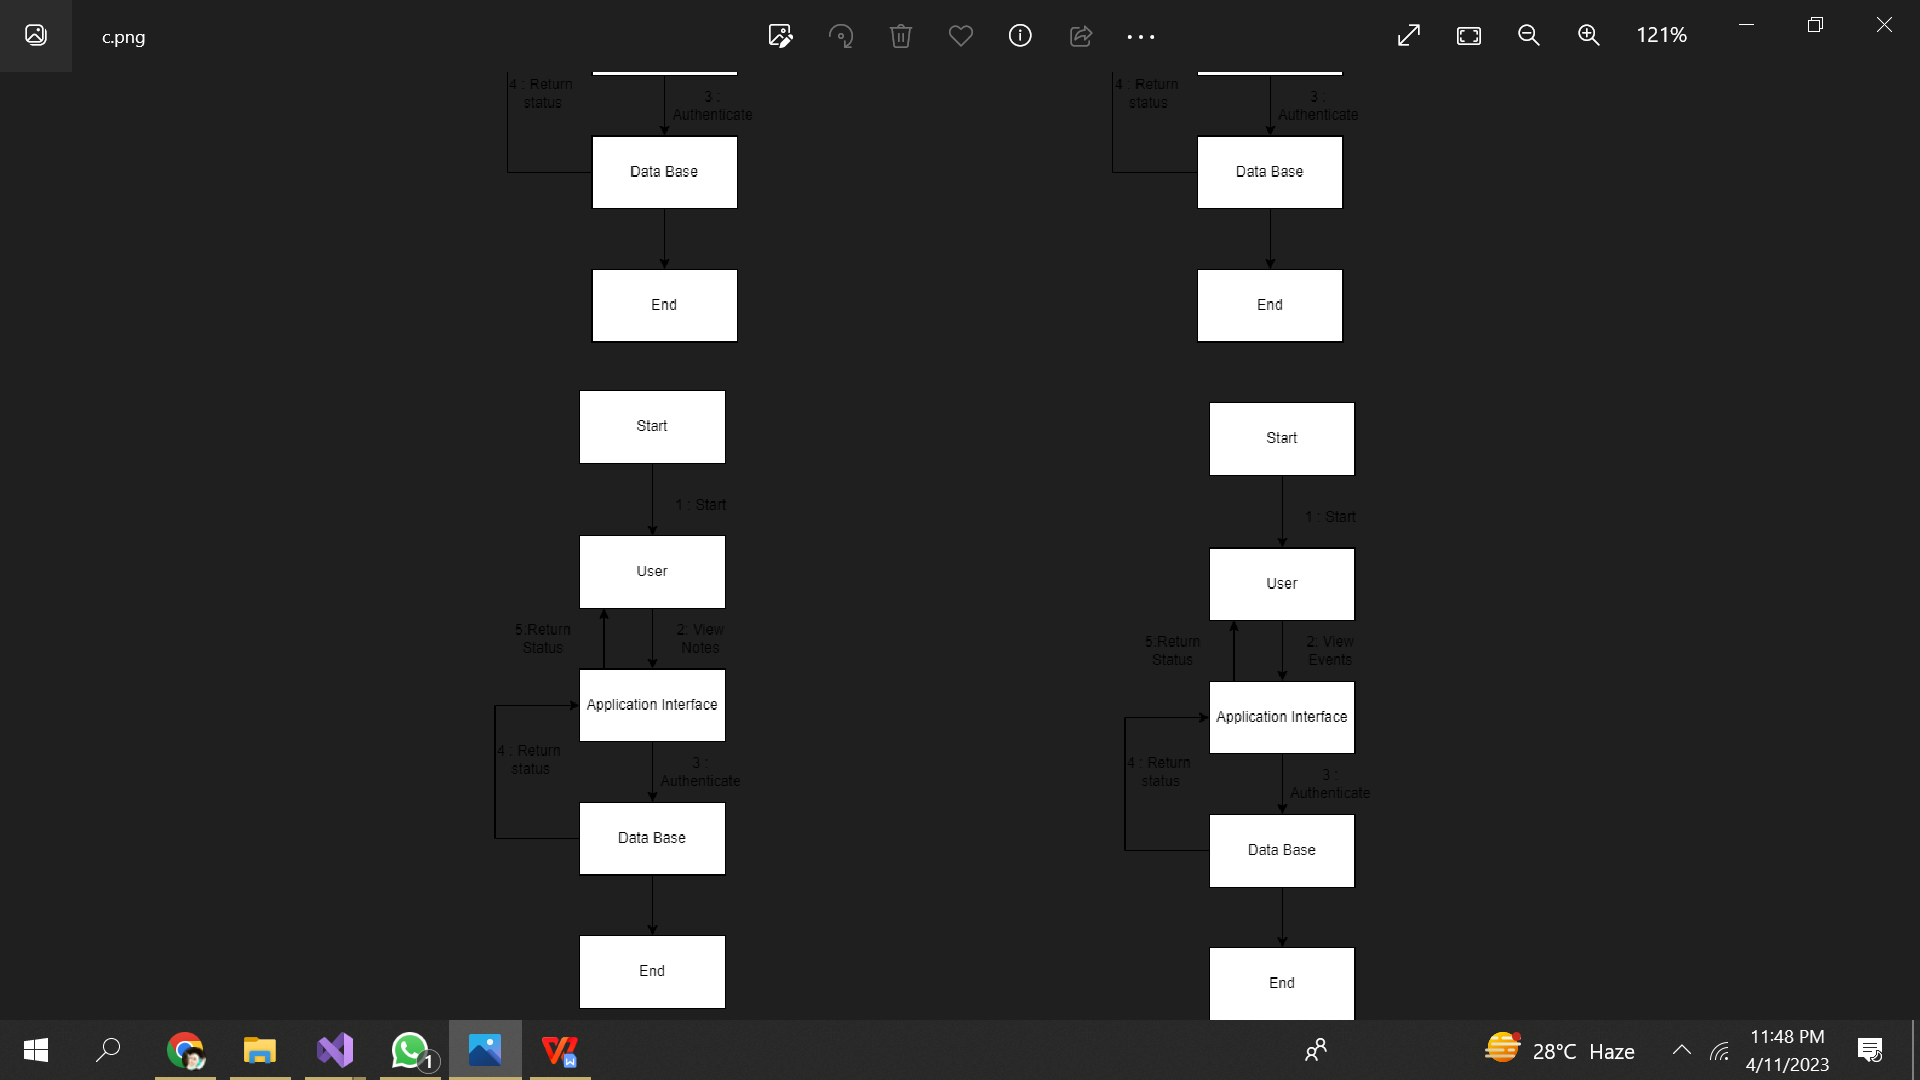 c.png
121%
4 : Return
status
3 :
Authenticate
Data Base
End
4 : Return
status
3 :
Authenticate
Data Base
End
Start
1 : Start
User
5:Return
Status
2: View
Notes
Application Interface
4 : Return
status
3 :
Authenticate
Data Base
End
Start
1 : Start
User
5:Return
Status
2: View
Events
Application Interface
4 : Return
status
3 :
Authenticate
Data Base
End
1
W
28°C Haze
11:48 PM
4/11/2023